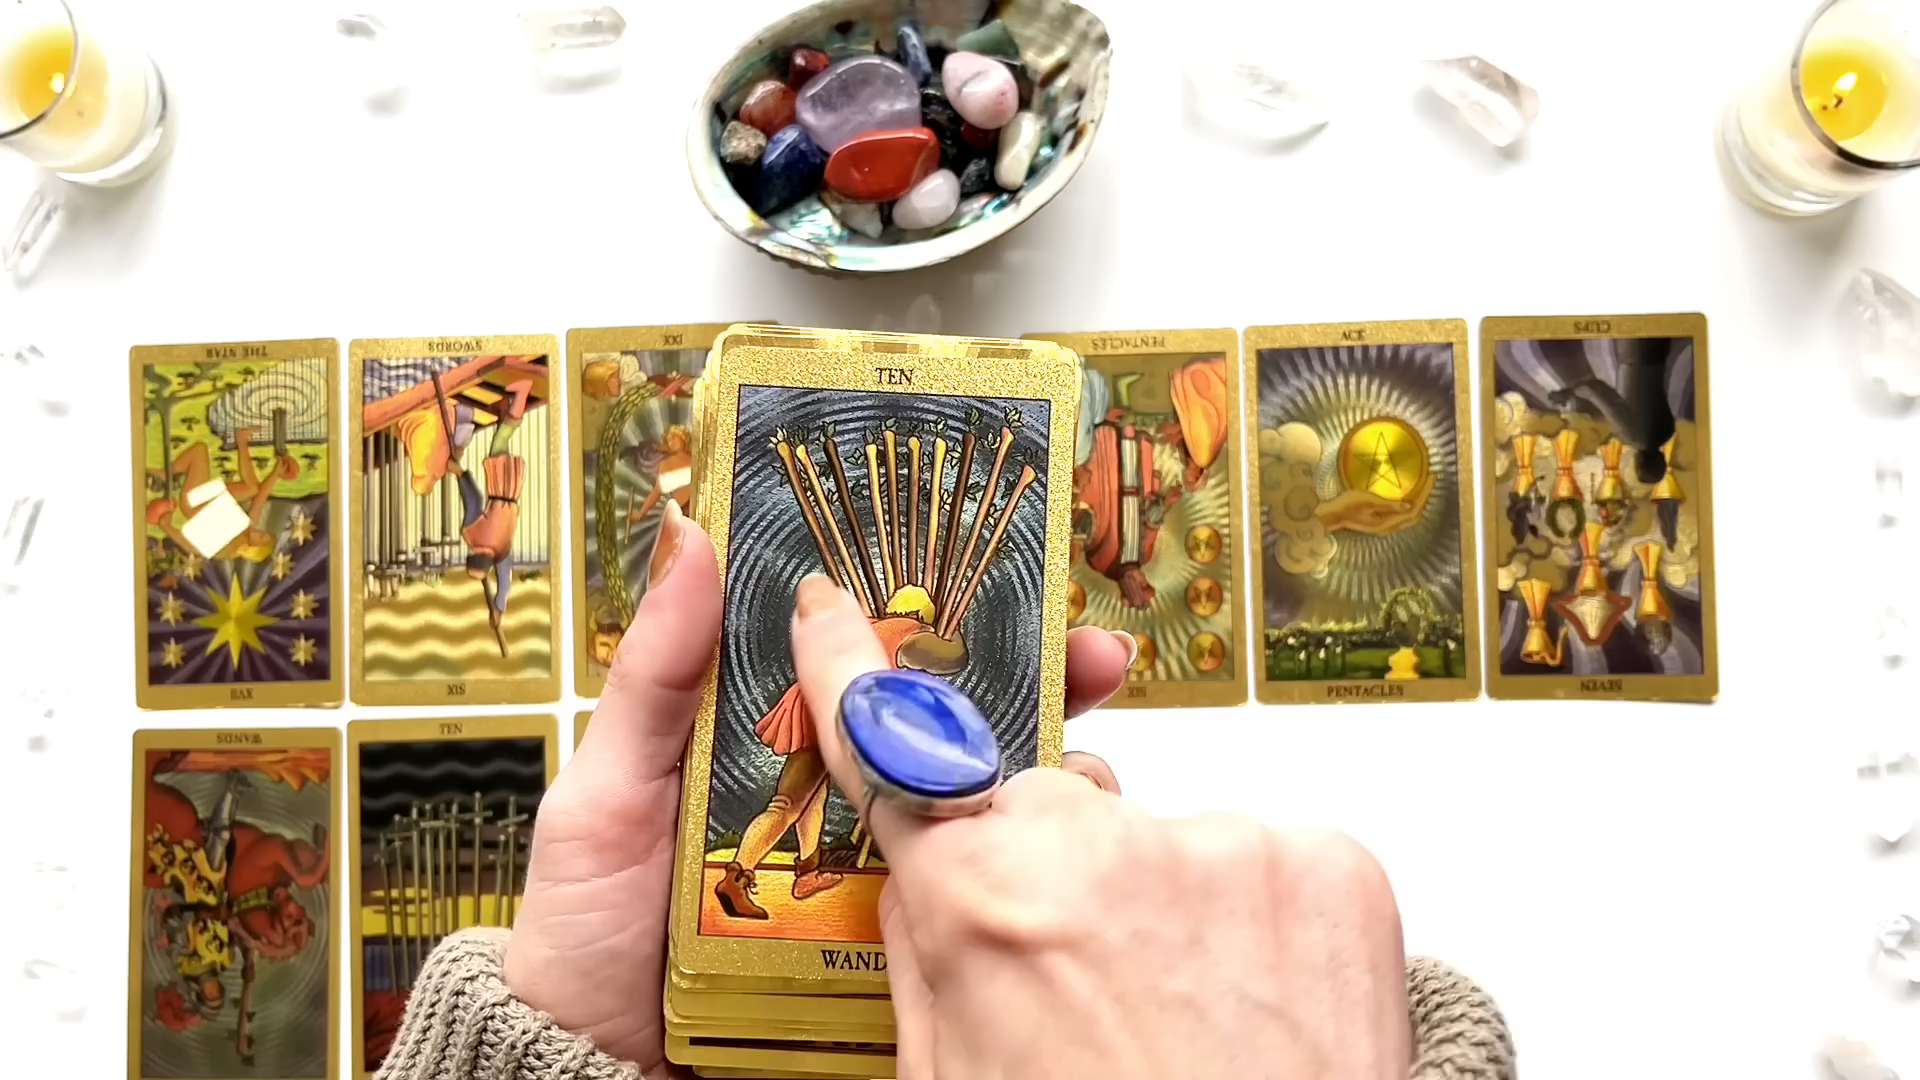 THE STAR
XVII
SWORDS
SIX
XXI
TEN
WAND
PENTACLES
SIX
ACE
PENTACLES
CUPS
SEVEN
WANDS
TEN